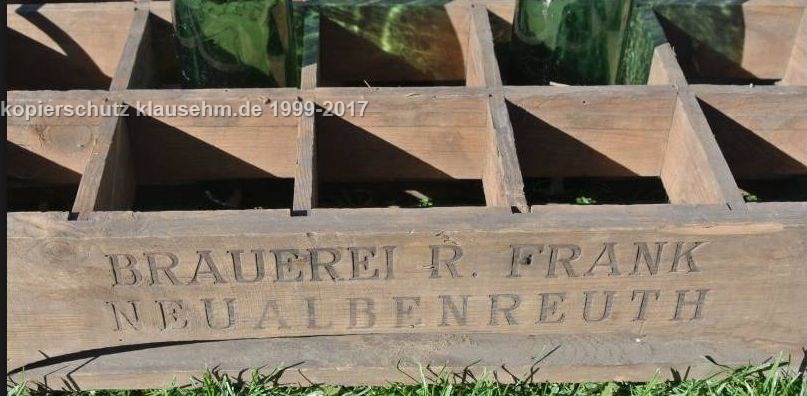 kopierschutz klausehm.de 1999-2017
BRAUEREI R. FRANK
NEUALBENREUTH